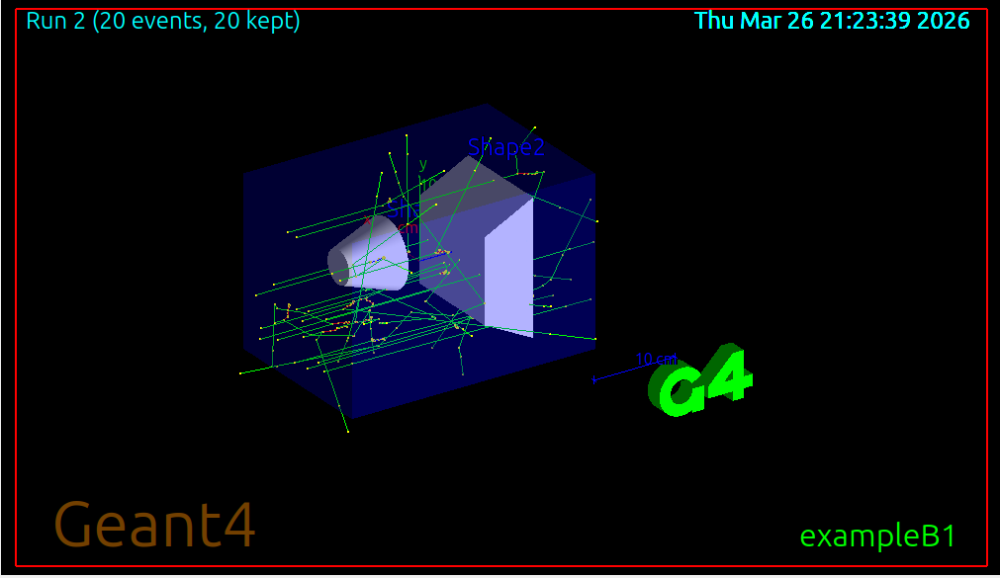 Run 2 (20 events, 20 kept)
Thu Mar 26 21:23:39 2026
Shape2
y
10 cm
G4
Geant4
exampleB1